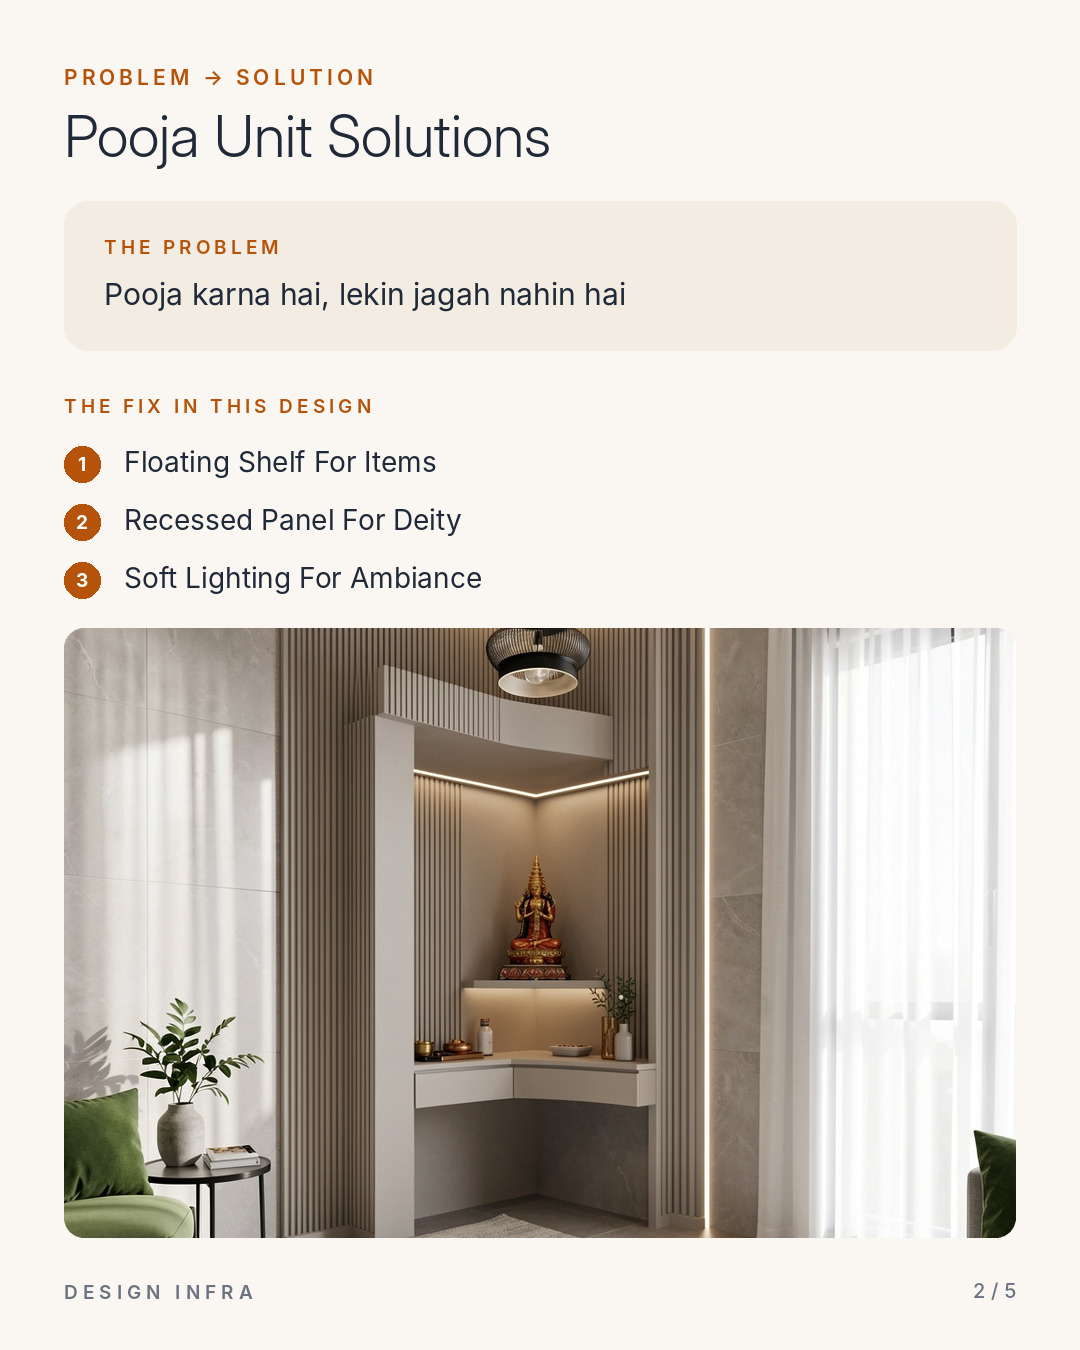 PROBLEM → SOLUTION
Pooja Unit Solutions
THE PROBLEM
Pooja karna hai, lekin jagah nahin hai
THE FIX IN THIS DESIGN
1 Floating Shelf For Items
2 Recessed Panel For Deity
3 Soft Lighting For Ambiance
DESIGN INFRA
2 / 5